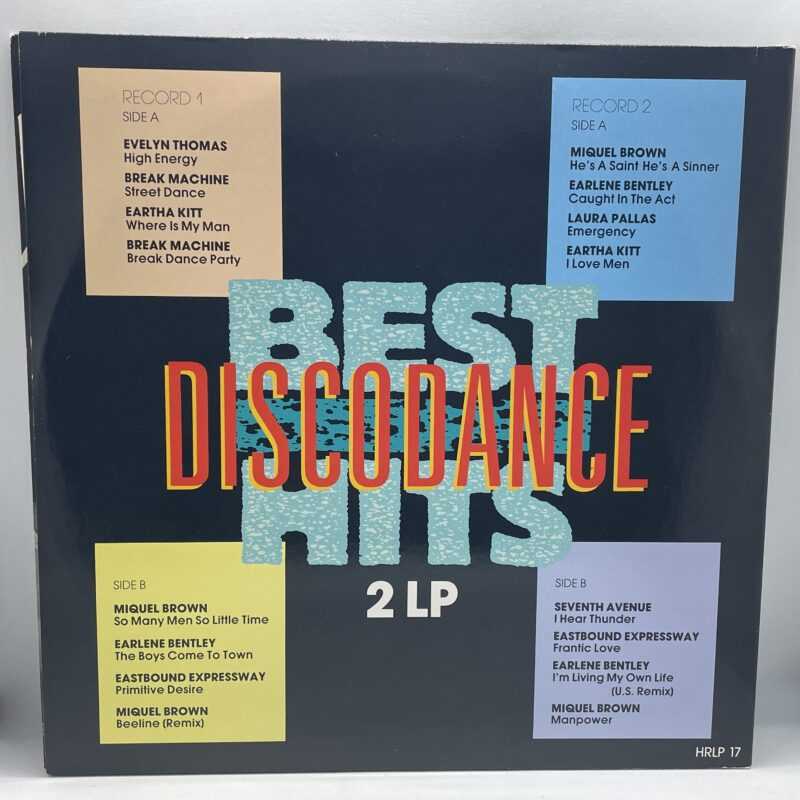 RECORD 1
SIDE A
EVELYN THOMAS
High Energy
BREAK MACHINE
Street Dance
EARTHA KITT
Where Is My Man
BREAK MACHINE
Break Dance Party
RECORD 2
SIDE A
MIQUEL BROWN
He's A Saint He's A Sinner
EARLENE BENTLEY
Caught In The Act
LAURA PALLAS
Emergency
EARTHA KITT
I Love Men
BEST
DISCODANCE
HITS
2 LP
SIDE B
MIQUEL BROWN
So Many Men So Little Time
EARLENE BENTLEY
The Boys Come To Town
EASTBOUND EXPRESSWAY
Primitive Desire
MIQUEL BROWN
Beeline (Remix)
SIDE B
SEVENTH AVENUE
I Hear Thunder
EASTBOUND EXPRESSWAY
Frantic Love
EARLENE BENTLEY
I'm Living My Own Life
(U.S. Remix)
MIQUEL BROWN
Manpower
HRLP 17